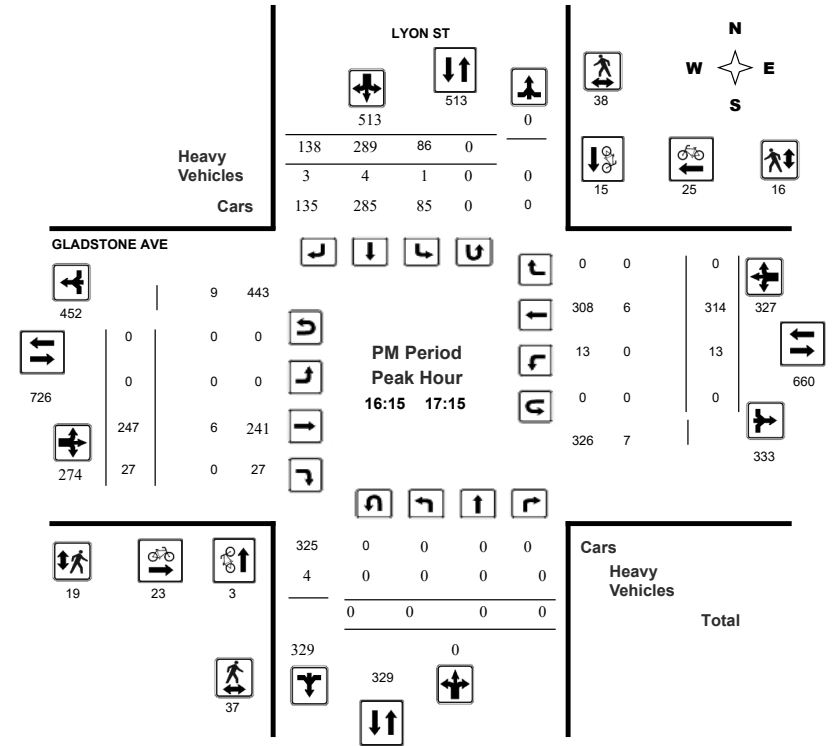 LYON ST
N
W E
S
513
38
513 0
138 289 86 0
Heavy
Vehicles 3 4 1 0 0
15 25 16
Cars 135 285 85 0 0
GLADSTONE AVE
0 0 0
452 9 443
308 6 314 327
0 0 0
PM Period
Peak Hour
16:15 17:15
13 0 13
726 0 0 0
660
0 0 0
247 6 241
326 7
333
274 27 0 27
325 0 0 0 0 Cars
4 0 0 0 0 Heavy
Vehicles
19 23 3
0 0 0 0 Total
329 0
329
37